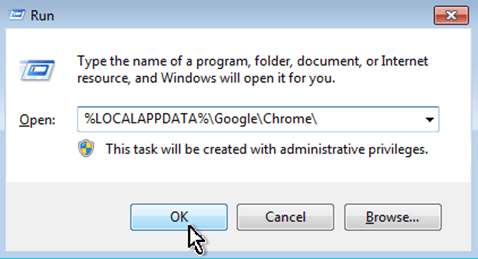 Run
Type the name of a program, folder, document, or Internet
resource, and Windows will open it for you.
Open: %LOCALAPPDATA%\Google\Chrome\
This task will be created with administrative privileges.
OK Cancel Browse...